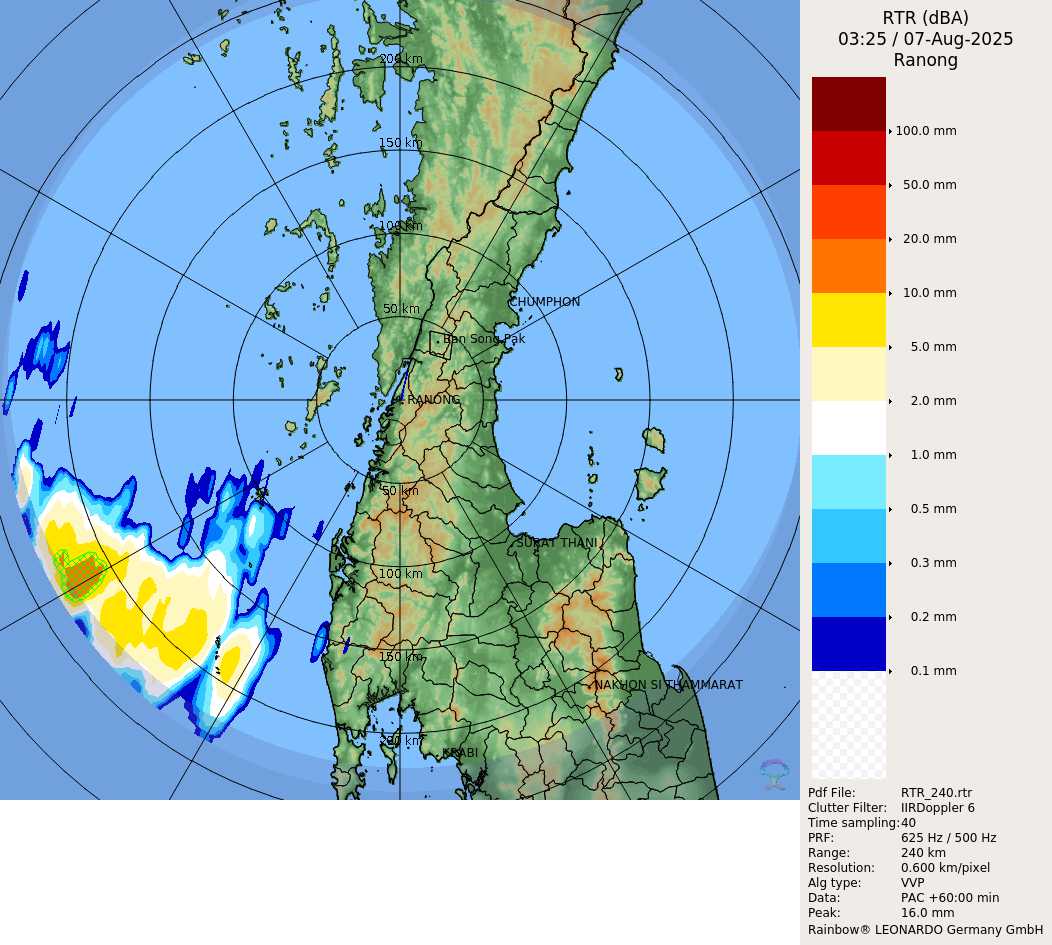 RTR (dBA)
03:25 / 07-Aug-2025
Ranong
200 km
150 km
100 km
50 km
CHUMPHON
Ban Song Pak
RANONG
50 km
SURAT THANI
100 km
150 km
NAKHON SI THAMMARAT
200 km
KRABI
100.0 mm
50.0 mm
20.0 mm
10.0 mm
5.0 mm
2.0 mm
1.0 mm
0.5 mm
0.3 mm
0.2 mm
0.1 mm
Pdf File: RTR_240.rtr
Clutter Filter: IIRDoppler 6
Time sampling: 40
PRF: 625 Hz / 500 Hz
Range: 240 km
Resolution: 0.600 km/pixel
Alg type: VVP
Data: PAC +60:00 min
Peak: 16.0 mm
Rainbow® LEONARDO Germany GmbH